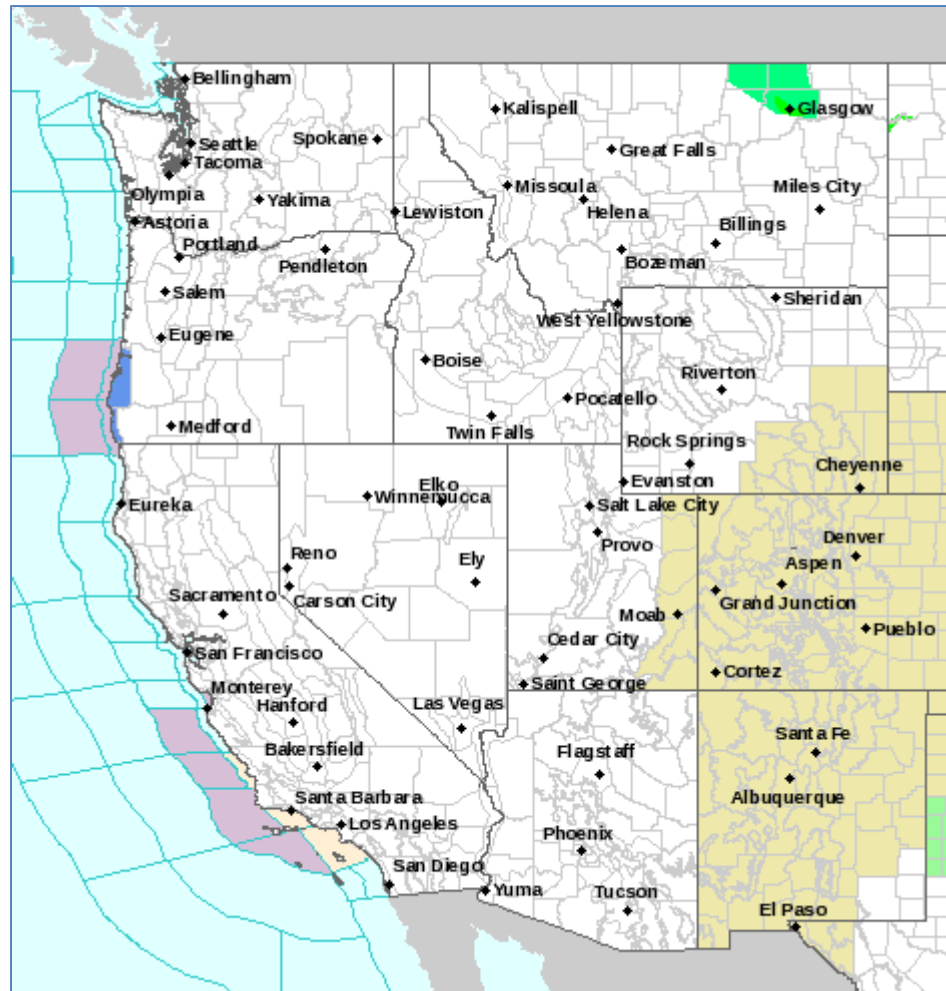 Bellingham
Kalispell
Glasgow
Seattle
Spokane
Great Falls
Tacoma
Olympia
Missoula
Miles City
Yakima
Lewiston
Helena
Astoria
Billings
Portland
Pendleton
Bozeman
Salem
Sheridan
West Yellowstone
Eugene
Boise
Riverton
Pocatello
Medford
Twin Falls
Rock Springs
Cheyenne
Evanston
Elko
Winnemucca
Eureka
Salt Lake City
Provo
Denver
Reno
Ely
Aspen
Sacramento
Carson City
Grand Junction
Moab
Pueblo
Cedar City
San Francisco
Cortez
Saint George
Monterey
Hanford
Las Vegas
Santa Fe
Bakersfield
Flagstaff
Albuquerque
Santa Barbara
Los Angeles
Phoenix
San Diego
Yuma
Tucson
El Paso